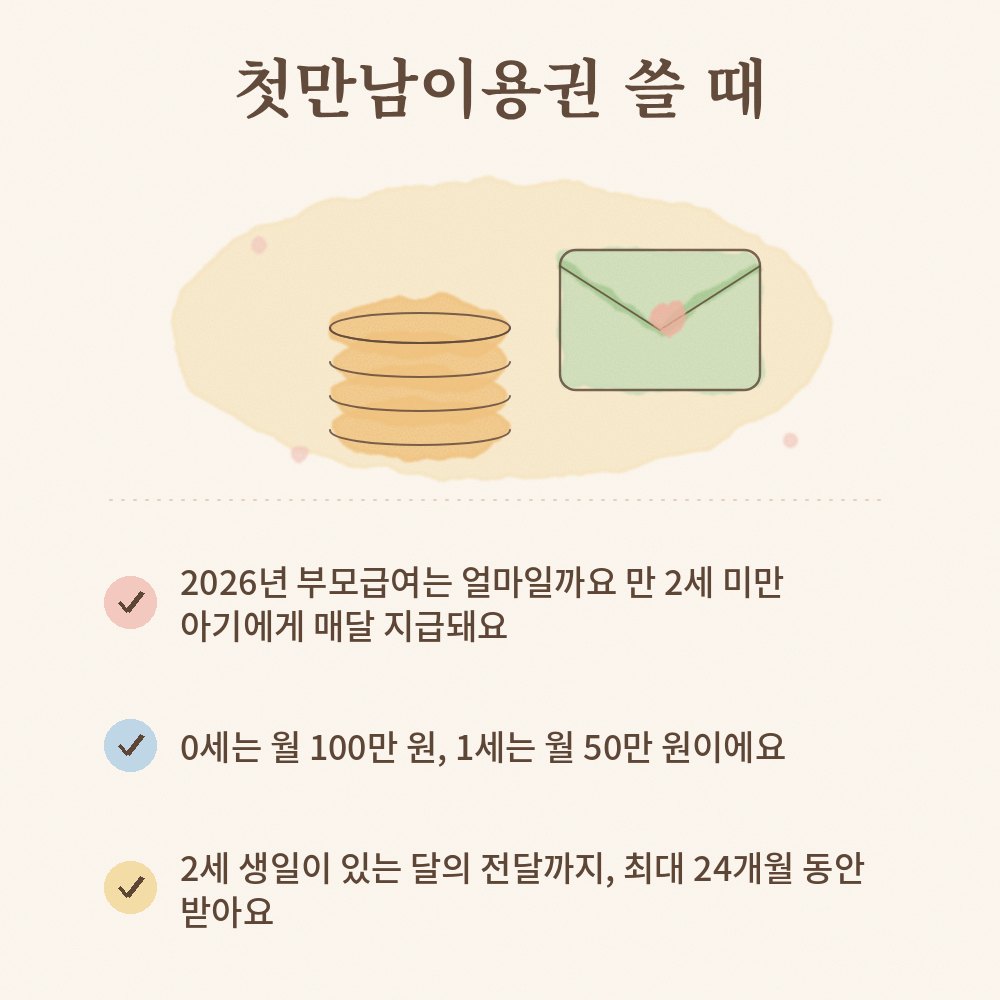 첫만남이용권 쓸 때
2026년 부모급여는 얼마일까요 만 2세 미만
아기에게 매달 지급돼요
0세는 월 100만 원, 1세는 월 50만 원이에요
2세 생일이 있는 달의 전달까지, 최대 24개월 동안
받아요